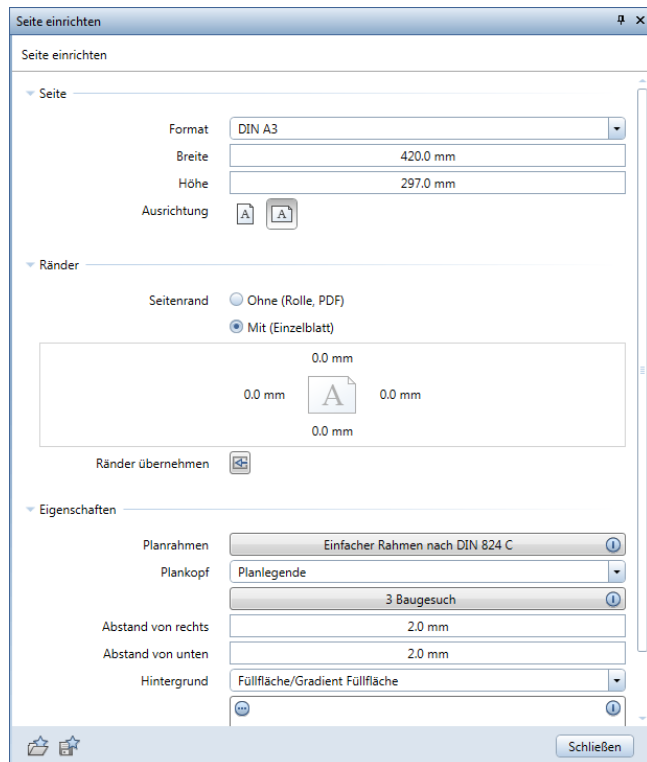 Seite einrichten
Seite einrichten
Seite
Format DIN A3
Breite 420.0 mm
Höhe 297.0 mm
Ausrichtung A A
Ränder
Seitenrand Ohne (Rolle, PDF)
Mit (Einzelblatt)
0.0 mm
0.0 mm A 0.0 mm
0.0 mm
Ränder übernehmen
Eigenschaften
Planrahmen Einfacher Rahmen nach DIN 824 C
Plankopf Planlegende
3 Baugesuch
Abstand von rechts 2.0 mm
Abstand von unten 2.0 mm
Hintergrund Füllfläche/Gradient Füllfläche
Schließen